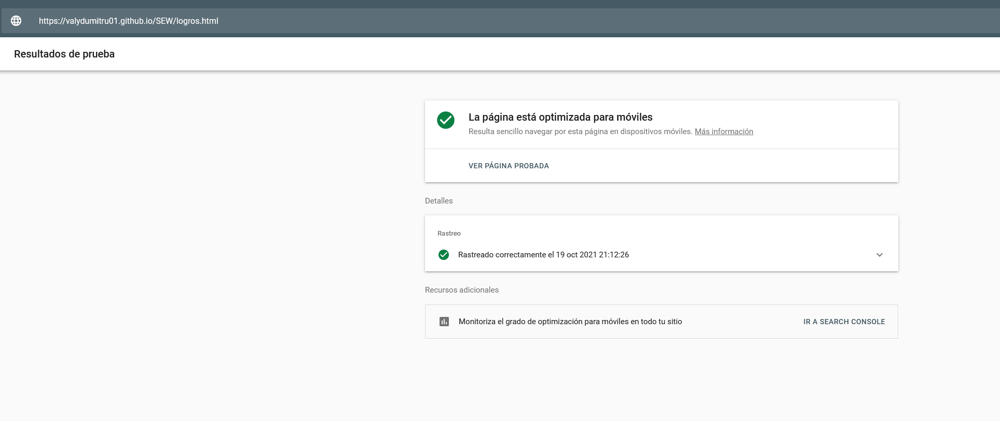 https://valydumitru01.github.io/SEW/logros.html
Resultados de prueba
La página está optimizada para móviles
Resulta sencillo navegar por esta página en dispositivos móviles. Más información
VER PÁGINA PROBADA
Detalles
Rastreo
Rastreado correctamente el 19 oct 2021 21:12:26
Recursos adicionales
Monitoriza el grado de optimización para móviles en todo tu sitio IR A SEARCH CONSOLE